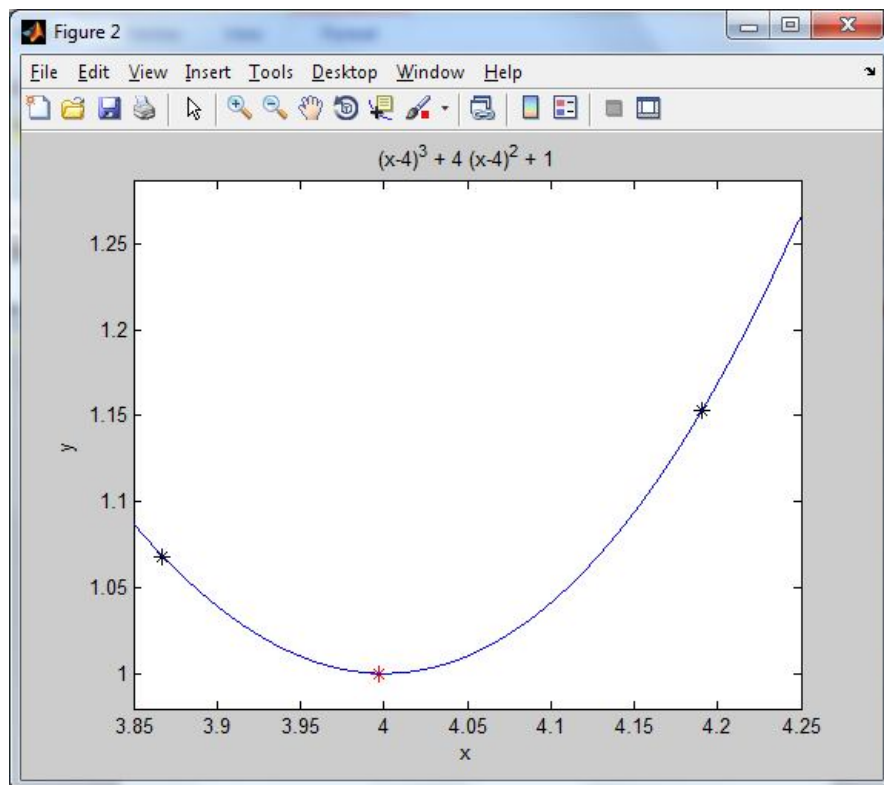 Figure 2
File Edit View Insert Tools Desktop Window Help
(x-4)³ + 4 (x-4)² + 1
1.25
1.2
1.15
y
1.1
1.05
1
3.85 3.9 3.95 4 4.05 4.1 4.15 4.2 4.25
x